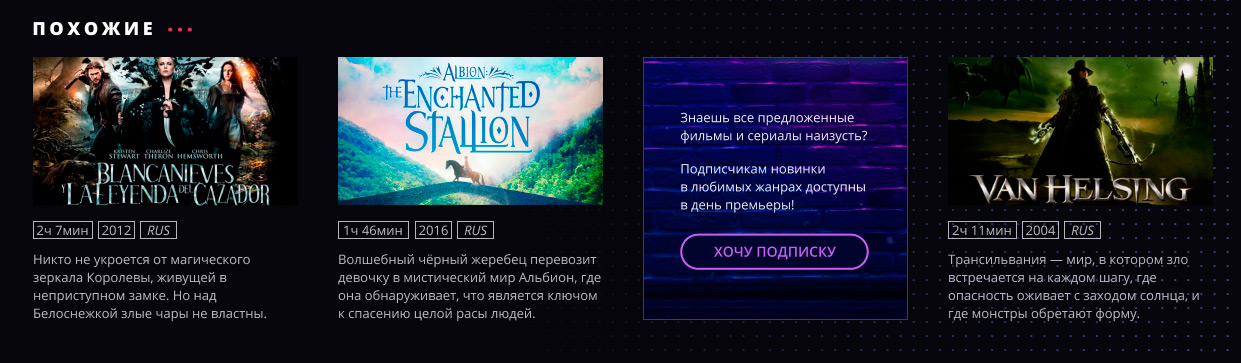 ПОХОЖИЕ
KRISTEN CHARLIZE CHRIS
STEWART THERON HEMSWORTH
BLANCANIEVES
Y LA LEYENDA DEL CAZADOR
2ч 7мин 2012 RUS
Никто не укроется от магического
зеркала Королевы, живущей в
неприступном замке. Но над
Белоснежкой злые чары не властны.
ALBION:
THE ENCHANTED
STALLION
1ч 46мин 2016 RUS
Волшебный чёрный жеребец перевозит
девочку в мистический мир Альбион, где
она обнаруживает, что является ключом
к спасению целой расы людей.
Знаешь все предложенные
фильмы и сериалы наизусть?
Подписчикам новинки
в любимых жанрах доступны
в день премьеры!
ХОЧУ ПОДПИСКУ
VAN HELSING
2ч 11мин 2004 RUS
Трансильвания — мир, в котором зло
встречается на каждом шагу, где
опасность оживает с заходом солнца, и
где монстры обретают форму.